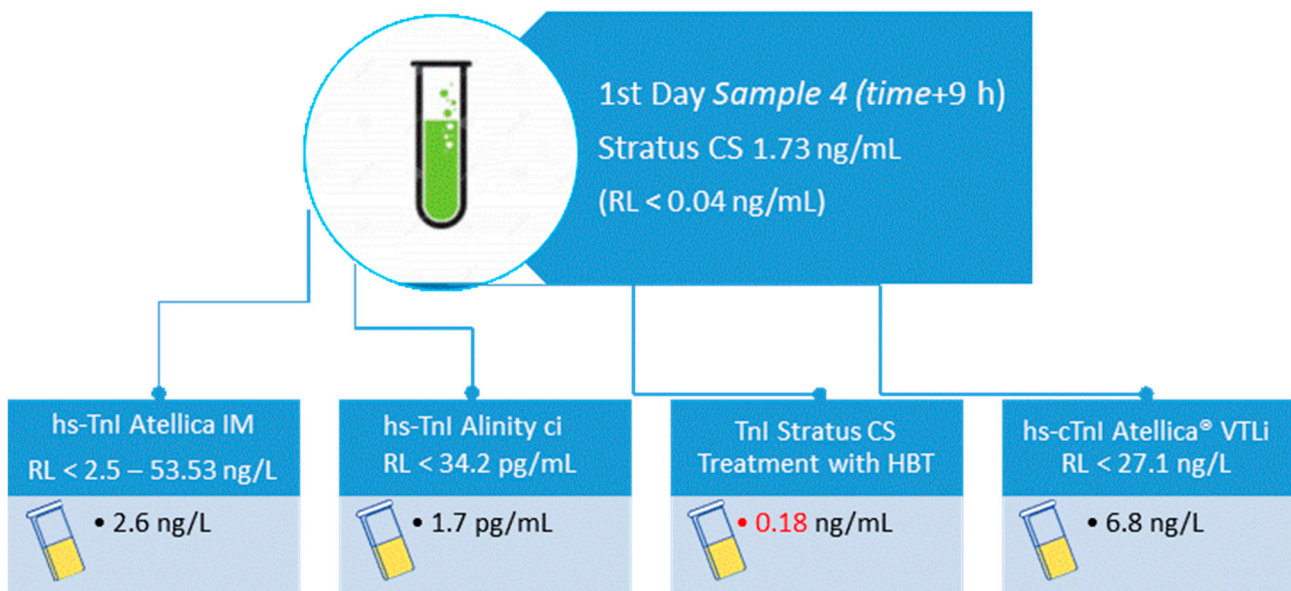 1st Day Sample 4 (time+9 h)
Stratus CS 1.73 ng/mL
(RL < 0.04 ng/mL)
hs-TnI Atellica IM
RL < 2.5 – 53.53 ng/L
• 2.6 ng/L
hs-TnI Alinity ci
RL < 34.2 pg/mL
• 1.7 pg/mL
TnI Stratus CS
Treatment with HBT
• 0.18 ng/mL
hs-cTnI Atellica® VTLi
RL < 27.1 ng/L
• 6.8 ng/L